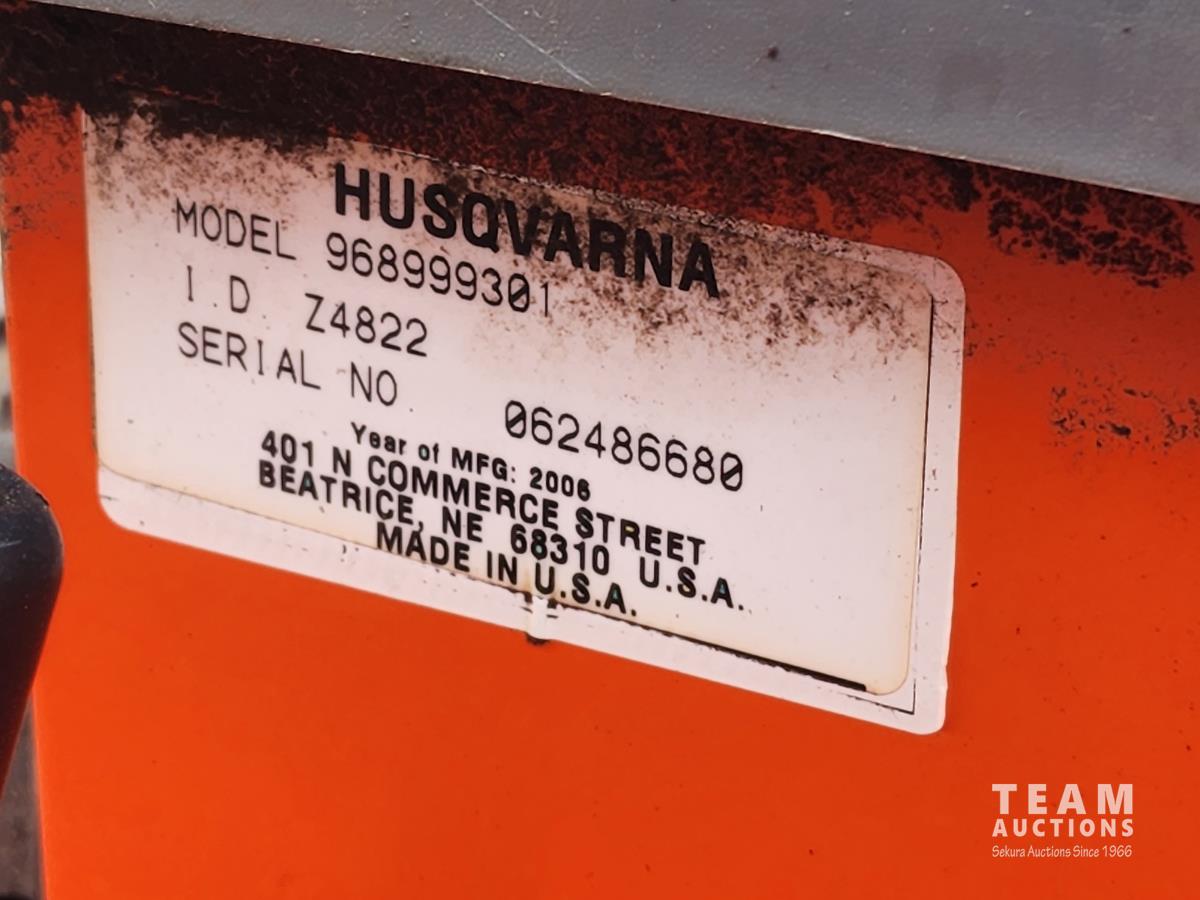 HUSQVARNA
MODEL 968999301
I.D. Z4822
SERIAL NO. 062486680
Year of MFG: 2006
401 N COMMERCE STREET
BEATRICE, NE 68310 U.S.A.
MADE IN U.S.A.
TEAM
AUCTIONS
Sekura Auctions Since 1966